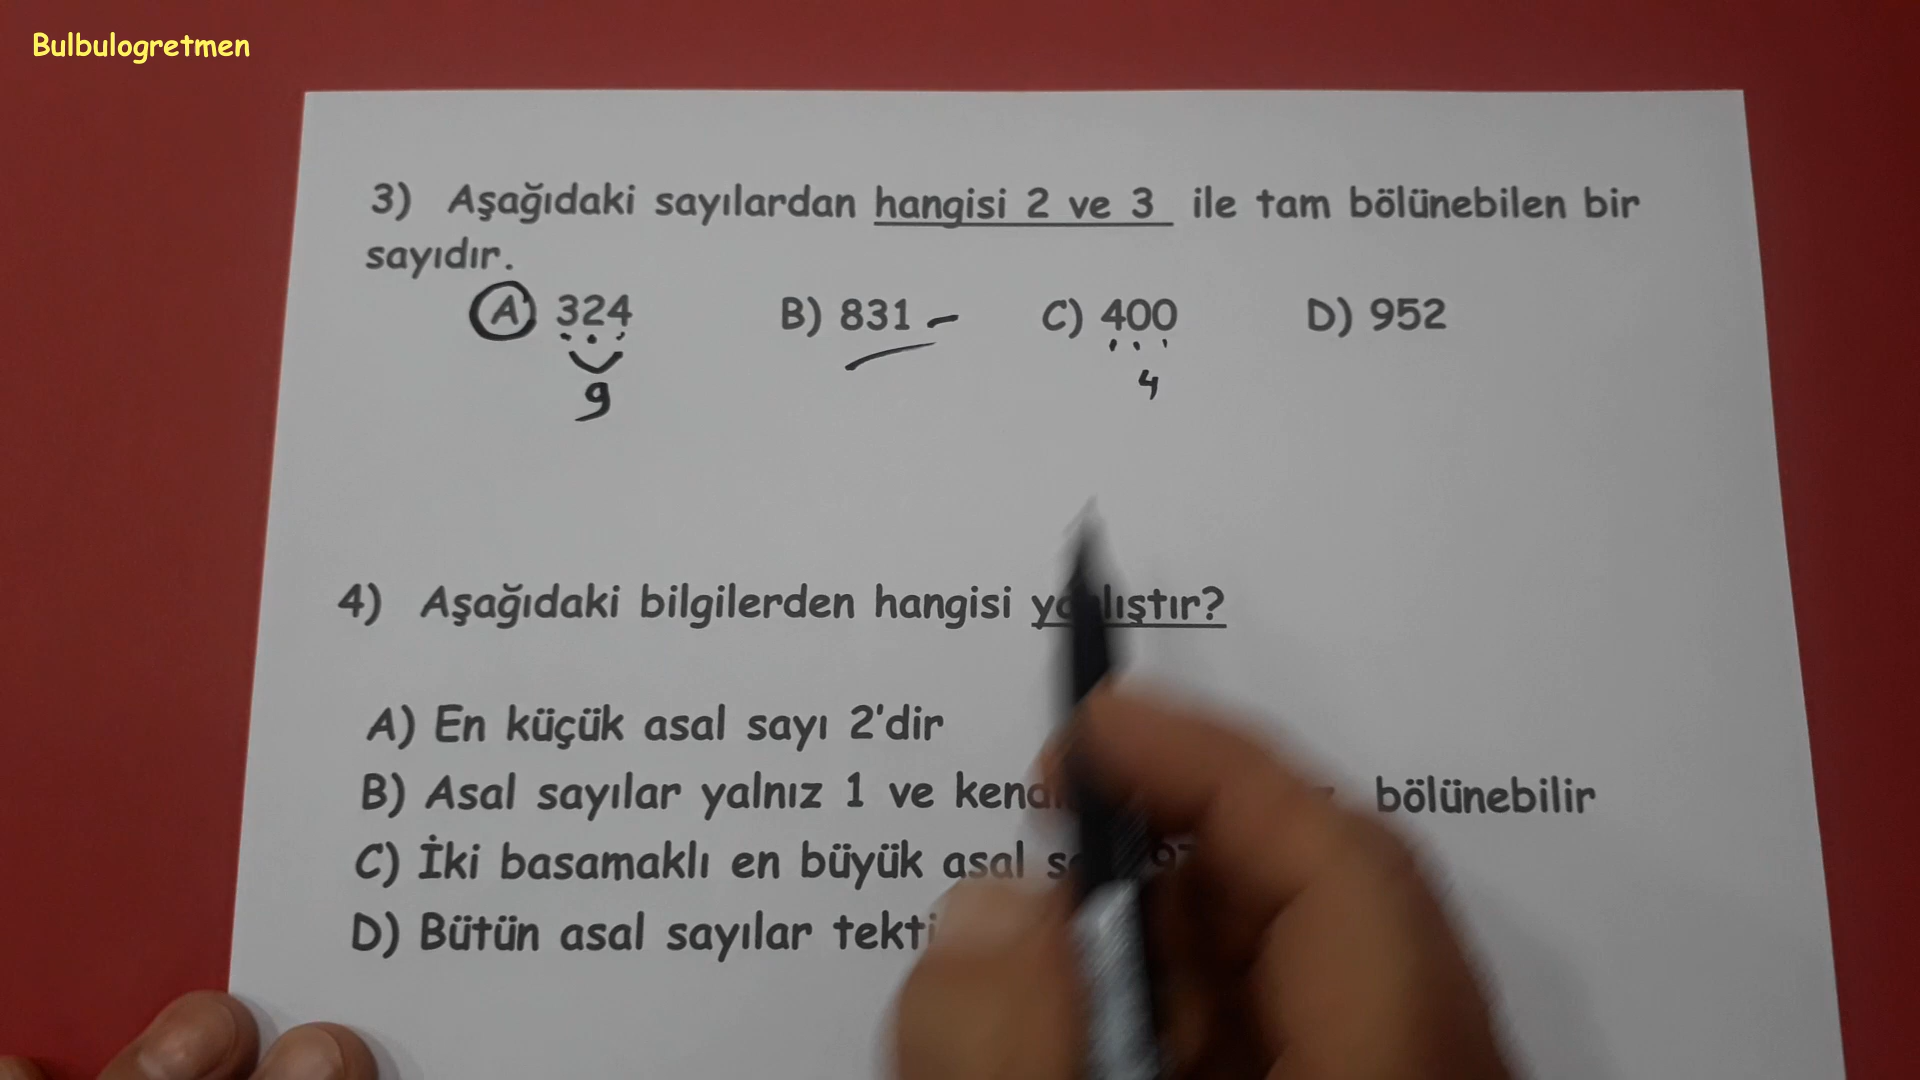 Bulbulogretmen
3) Aşağıdaki sayılardan hangisi 2 ve 3 ile tam bölünebilen bir
sayıdır.
A) 324 B) 831 C) 400 D) 952
9 4
4) Aşağıdaki bilgilerden hangisi yanlıştır?
A) En küçük asal sayı 2'dir
B) Asal sayılar yalnız 1 ve bölünebilir
C) İki basamaklı en büyük asal
D) Bütün asal sayılar